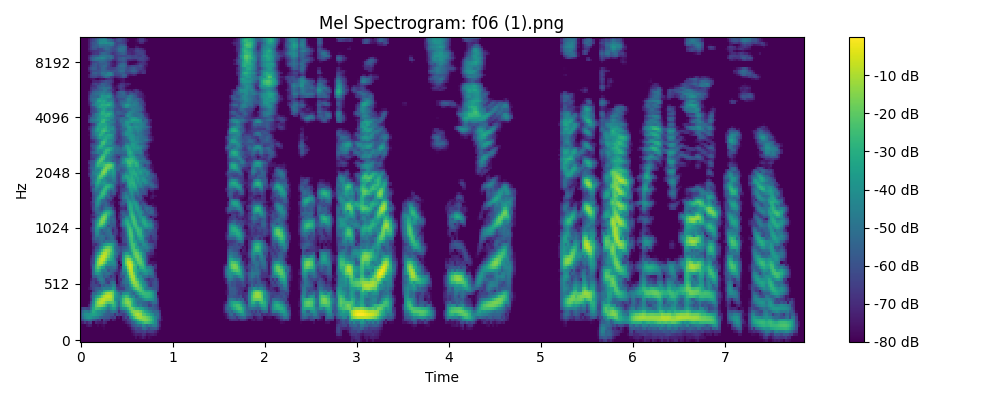 Mel Spectrogram: f06 (1).png
8192
4096
2048
1024
512
0
Hz
0 1 2 3 4 5 6 7
Time
-10 dB
-20 dB
-30 dB
-40 dB
-50 dB
-60 dB
-70 dB
-80 dB